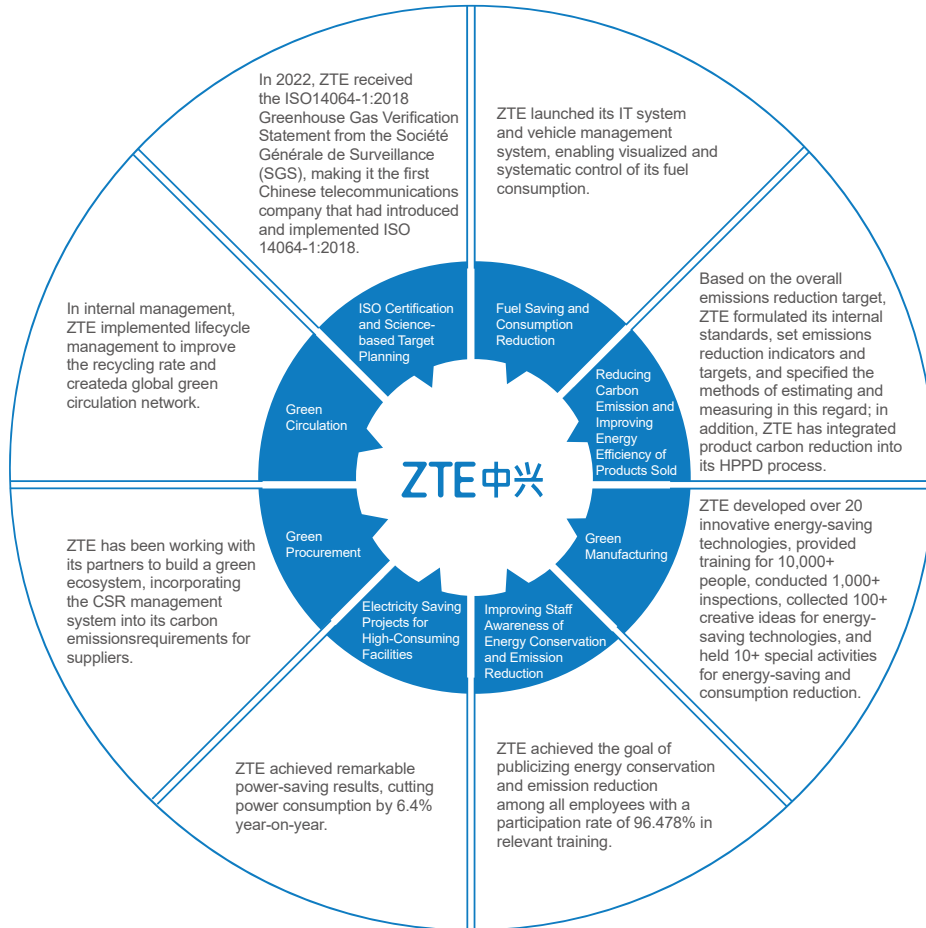 In 2022, ZTE received
the ISO14064-1:2018
Greenhouse Gas Verification
Statement from the Société
Générale de Surveillance
(SGS), making it the first
Chinese telecommunications
company that had introduced
and implemented ISO
14064-1:2018.
ZTE launched its IT system
and vehicle management
system, enabling visualized and
systematic control of its fuel
consumption.
In internal management,
ZTE implemented lifecycle
management to improve
the recycling rate and
createda global green
circulation network.
ISO Certification
and Science-
based Target
Planning
Fuel Saving and
Consumption
Reduction
Based on the overall
emissions reduction target,
ZTE formulated its internal
standards, set emissions
reduction indicators and
targets, and specified the
methods of estimating and
measuring in this regard; in
addition, ZTE has integrated
product carbon reduction into
its HPPD process.
Green
Circulation
Reducing
Carbon
Emission and
Improving
Energy
Efficiency of
Products Sold
ZTE中兴
ZTE has been working with
its partners to build a green
ecosystem, incorporating
the CSR management
system into its carbon
emissionsrequirements for
suppliers.
Green
Procurement
Green
Manufacturing
ZTE developed over 20
innovative energy-saving
technologies, provided
training for 10,000+
people, conducted 1,000+
inspections, collected 100+
creative ideas for energy-
saving technologies, and
held 10+ special activities
for energy-saving and
consumption reduction.
Electricity Saving
Projects for
High-Consuming
Facilities
Improving Staff
Awareness of
Energy Conservation
and Emission
Reduction
ZTE achieved remarkable
power-saving results, cutting
power consumption by 6.4%
year-on-year.
ZTE achieved the goal of
publicizing energy conservation
and emission reduction
among all employees with a
participation rate of 96.478% in
relevant training.